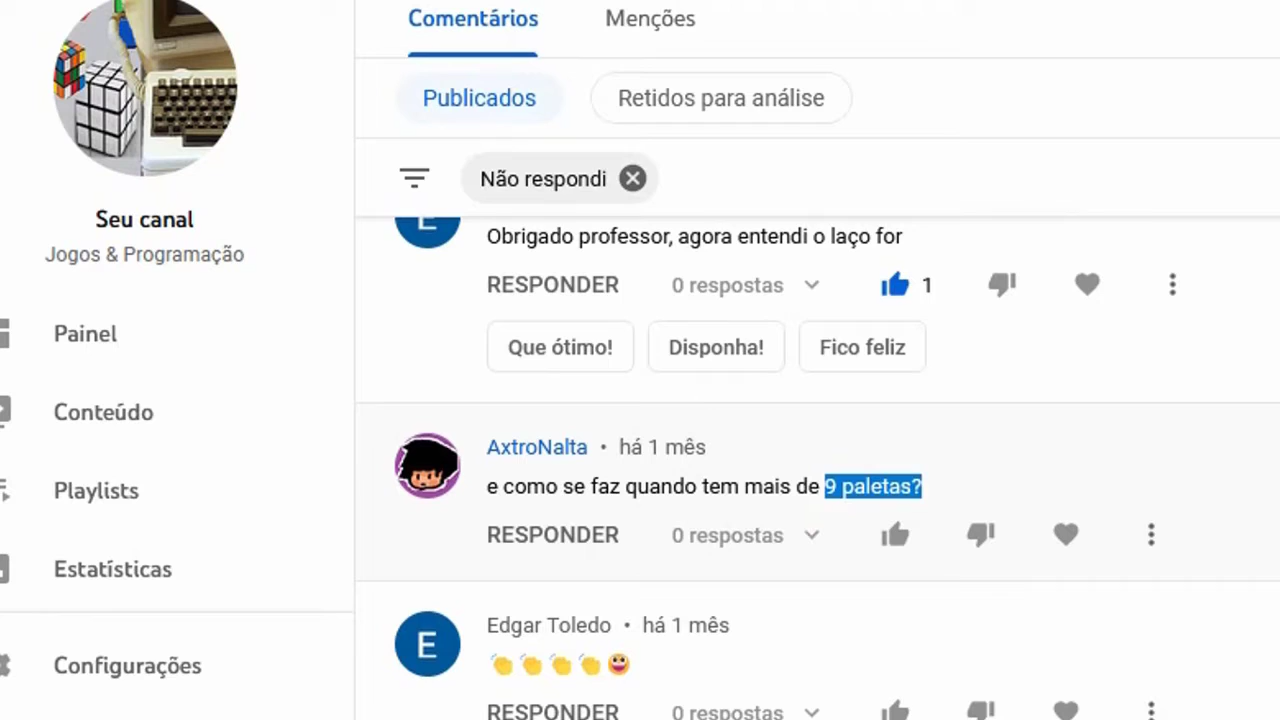 Comentários
Menções
Publicados
Retidos para análise
Não respondi
Seu canal
Jogos & Programação
Painel
Conteúdo
Playlists
Estatísticas
Configurações
E
Obrigado professor, agora entendi o laço for
RESPONDER
0 respostas
1
Que ótimo!
Disponha!
Fico feliz
AxtroNalta • há 1 mês
e como se faz quando tem mais de 9 paletas?
RESPONDER
0 respostas
E
Edgar Toledo • há 1 mês
👏👏👏👏😀
RESPONDER
0 respostas